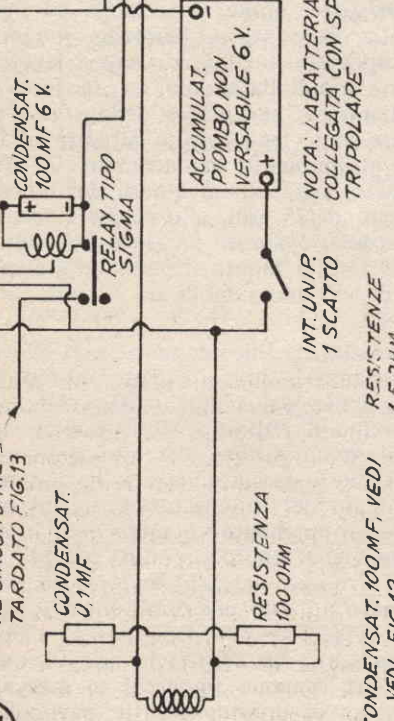 CONDENSAT.
100 MF 6 V.
RELAY TIPO
SIGMA
ACCUMULAT.
PIOMBO NON
VERSABILE 6 V.
NOTA, LA BATTERIA
COLLEGATA CON SP
TRIPOLARE
INT. UNIP.
1 SCATTO
TARDATO FIG.13
CONDENSAT.
0,1 MF
RESISTENZA
100 OHM
RESISTENZE
ONDENSAT. 100 MF, VEDI